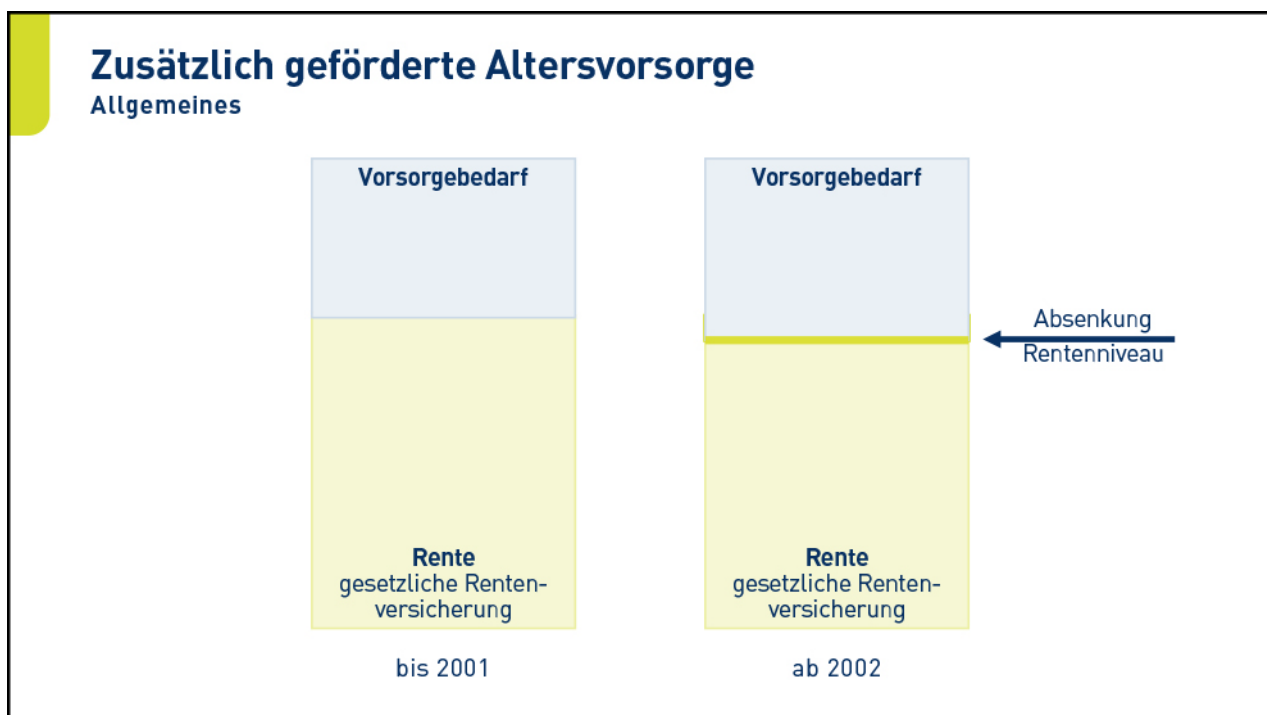 Zusätzlich geförderte Altersvorsorge
Allgemeines
Vorsorgebedarf
Rente
gesetzliche Renten-
versicherung
bis 2001
Vorsorgebedarf
Rente
gesetzliche Renten-
versicherung
ab 2002
Absenkung
Rentenniveau